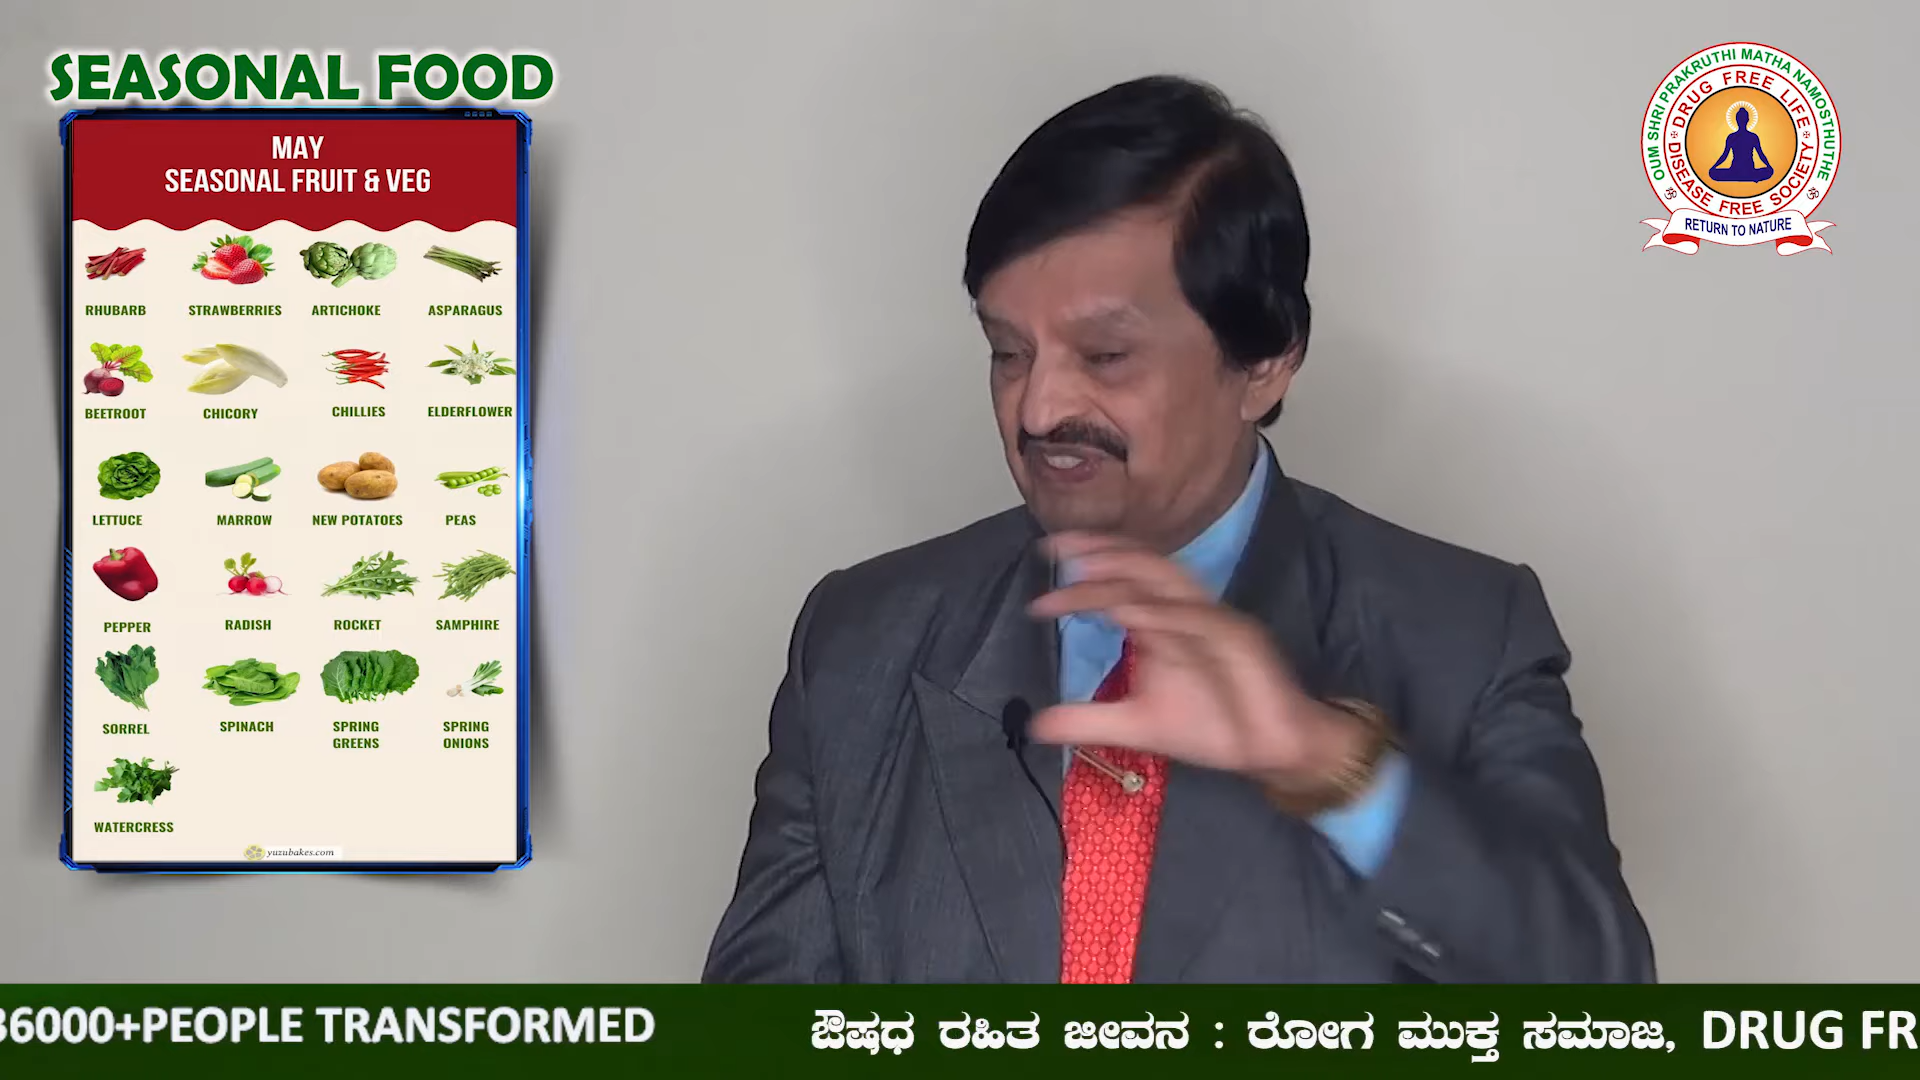 SEASONAL FOOD
MAY
SEASONAL FRUIT & VEG
RHUBARB
STRAWBERRIES
ARTICHOKE
ASPARAGUS
BEETROOT
CHICORY
CHILLIES
ELDERFLOWER
LETTUCE
MARROW
NEW POTATOES
PEAS
PEPPER
RADISH
ROCKET
SAMPHIRE
SORREL
SPINACH
SPRING
GREENS
SPRING
ONIONS
WATERCRESS
yuzubakes.com
OUM SHRI PRAKRUTHI MATHA NAMOSTHUTHE
DRUG FREE LIFE
DISEASE FREE SOCIETY
RETURN TO NATURE
36000+PEOPLE TRANSFORMED ಔಷಧ ರಹಿತ ಜೀವನ : ರೋಗ ಮುಕ್ತ ಸಮಾಜ, DRUG FR